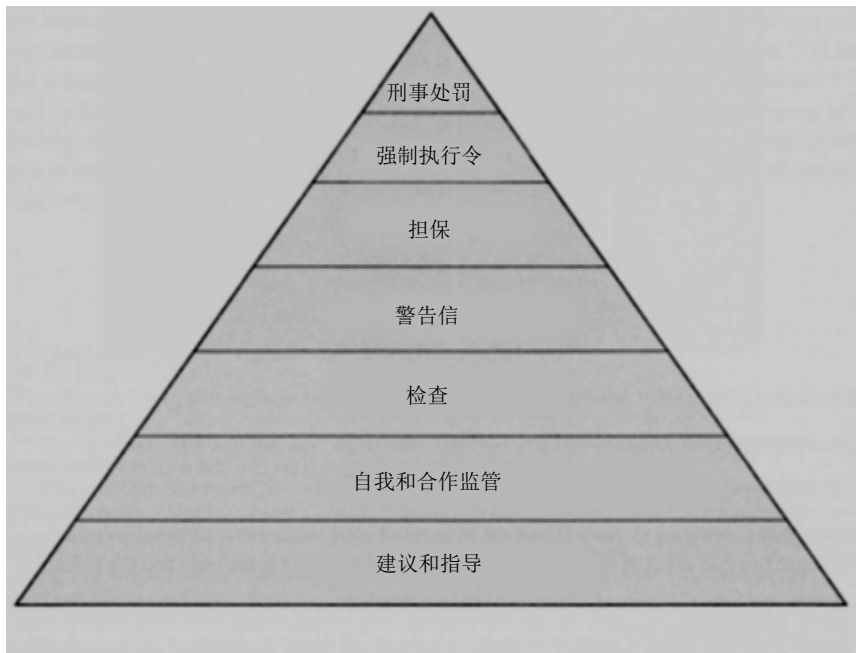 刑事处罚
强制执行令
担保
警告信
检查
自我和合作监管
建议和指导